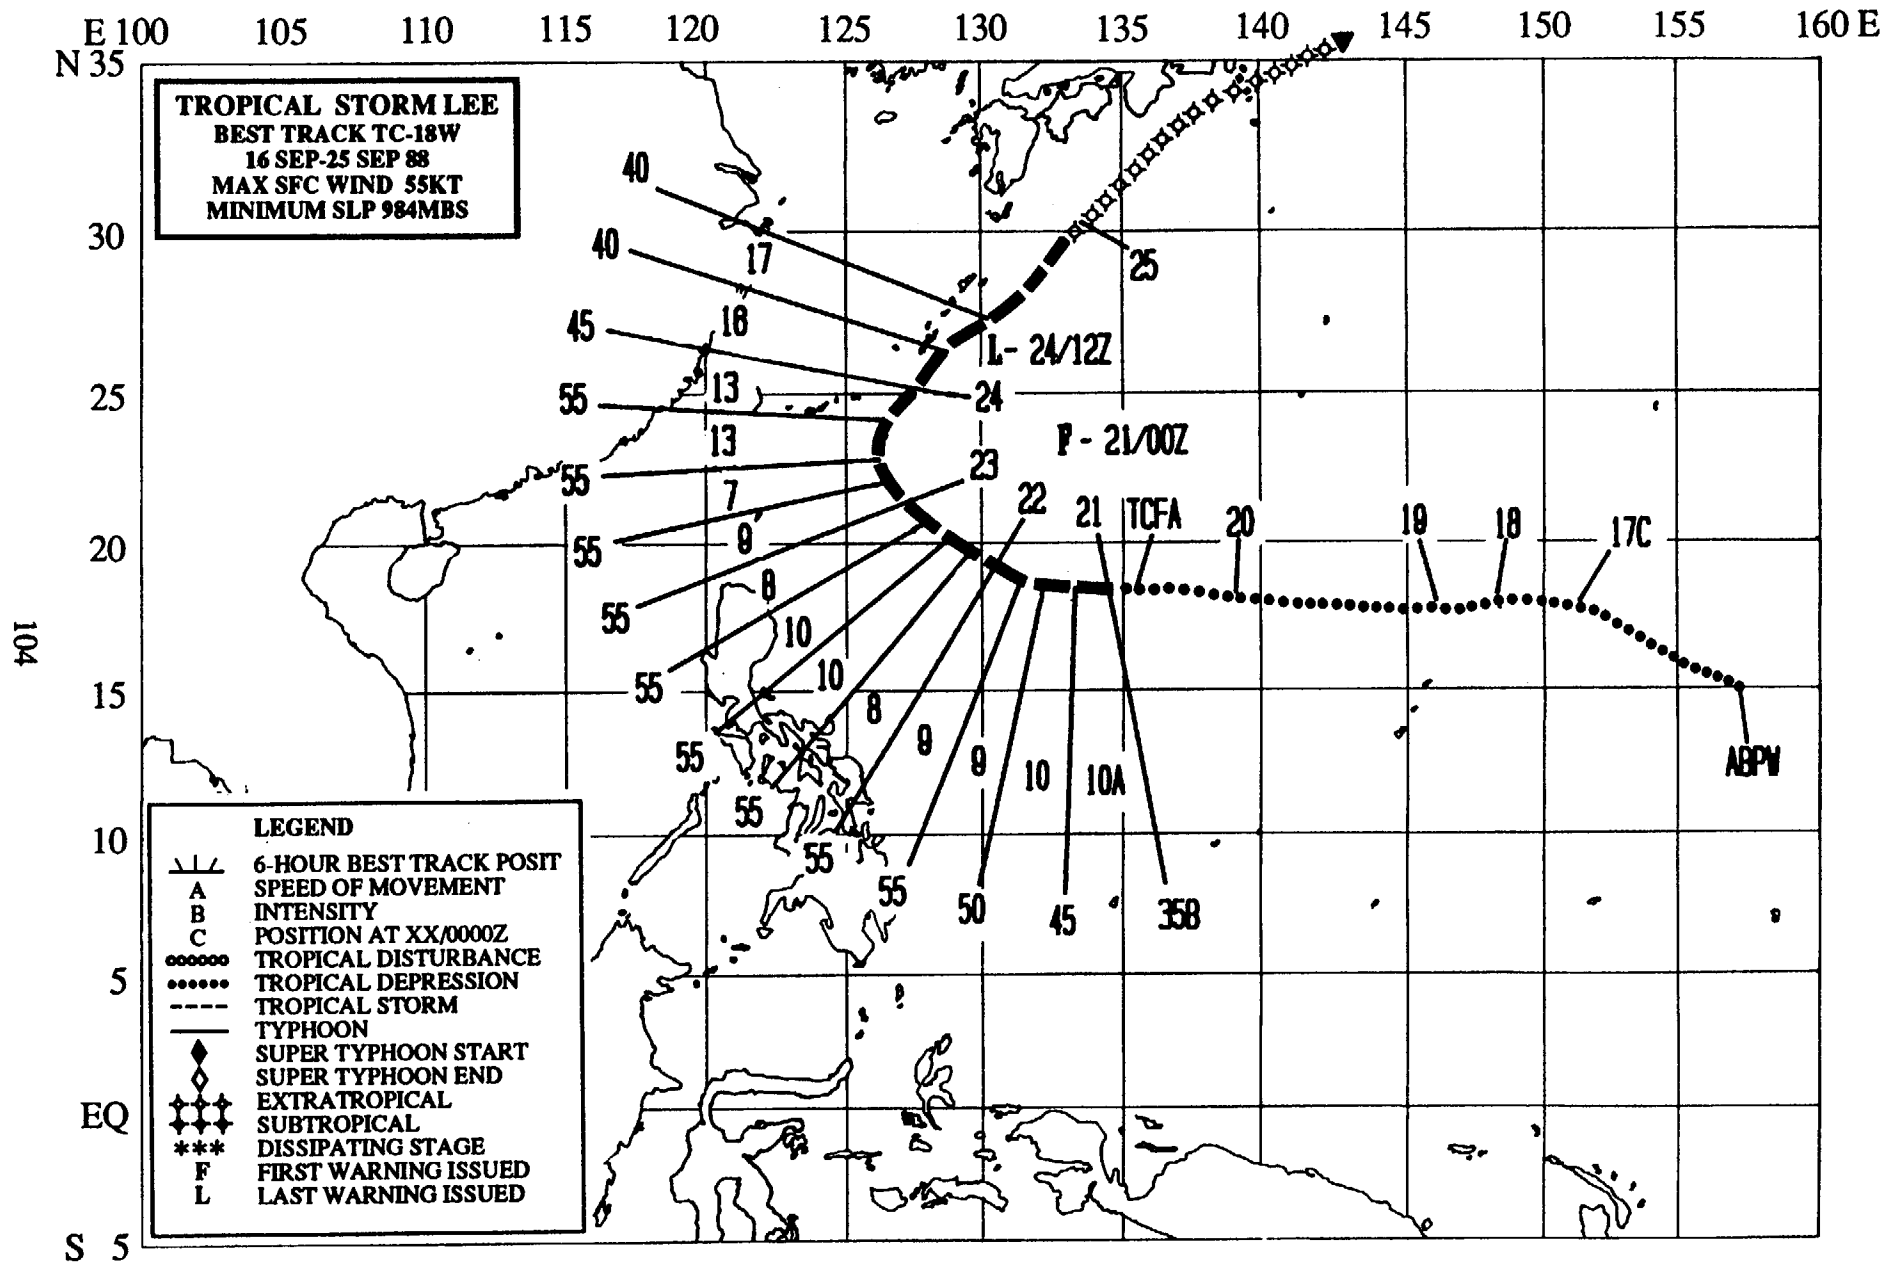 E 100 105 110 115 120 125 130 135 140 145 150 155 160 E
N 35
TROPICAL STORM LEE
BEST TRACK TC-18W
16 SEP-25 SEP 88
MAX SFC WIND 55KT
MINIMUM SLP 984MBS
40
30
17
25
40
45
18
L- 24/12Z
25
55
13
24
13
F - 21/00Z
55
7
23
22
21 TCFA 20 19 18 17C
20
55
9
8
55
10
104
15
55
10
8
9
9
10
10A
55
ABPW
55
10
55
55
50
45
35B
LEGEND
6-HOUR BEST TRACK POSIT
A SPEED OF MOVEMENT
B INTENSITY
C POSITION AT XX/0000Z
TROPICAL DISTURBANCE
TROPICAL DEPRESSION
TROPICAL STORM
TYPHOON
SUPER TYPHOON START
SUPER TYPHOON END
EXTRATROPICAL
SUBTROPICAL
*** DISSIPATING STAGE
F FIRST WARNING ISSUED
L LAST WARNING ISSUED
5
EQ
S 5